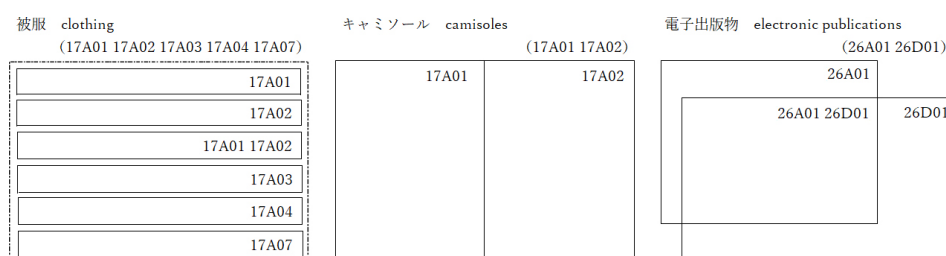 被服 clothing
（17A01 17A02 17A03 17A04 17A07）
17A01
17A02
17A01 17A02
17A03
17A04
17A07
キャミソール camisoles
（17A01 17A02）
17A01 17A02
電子出版物 electronic publications
（26A01 26D01）
26A01
26A01 26D01 26D01